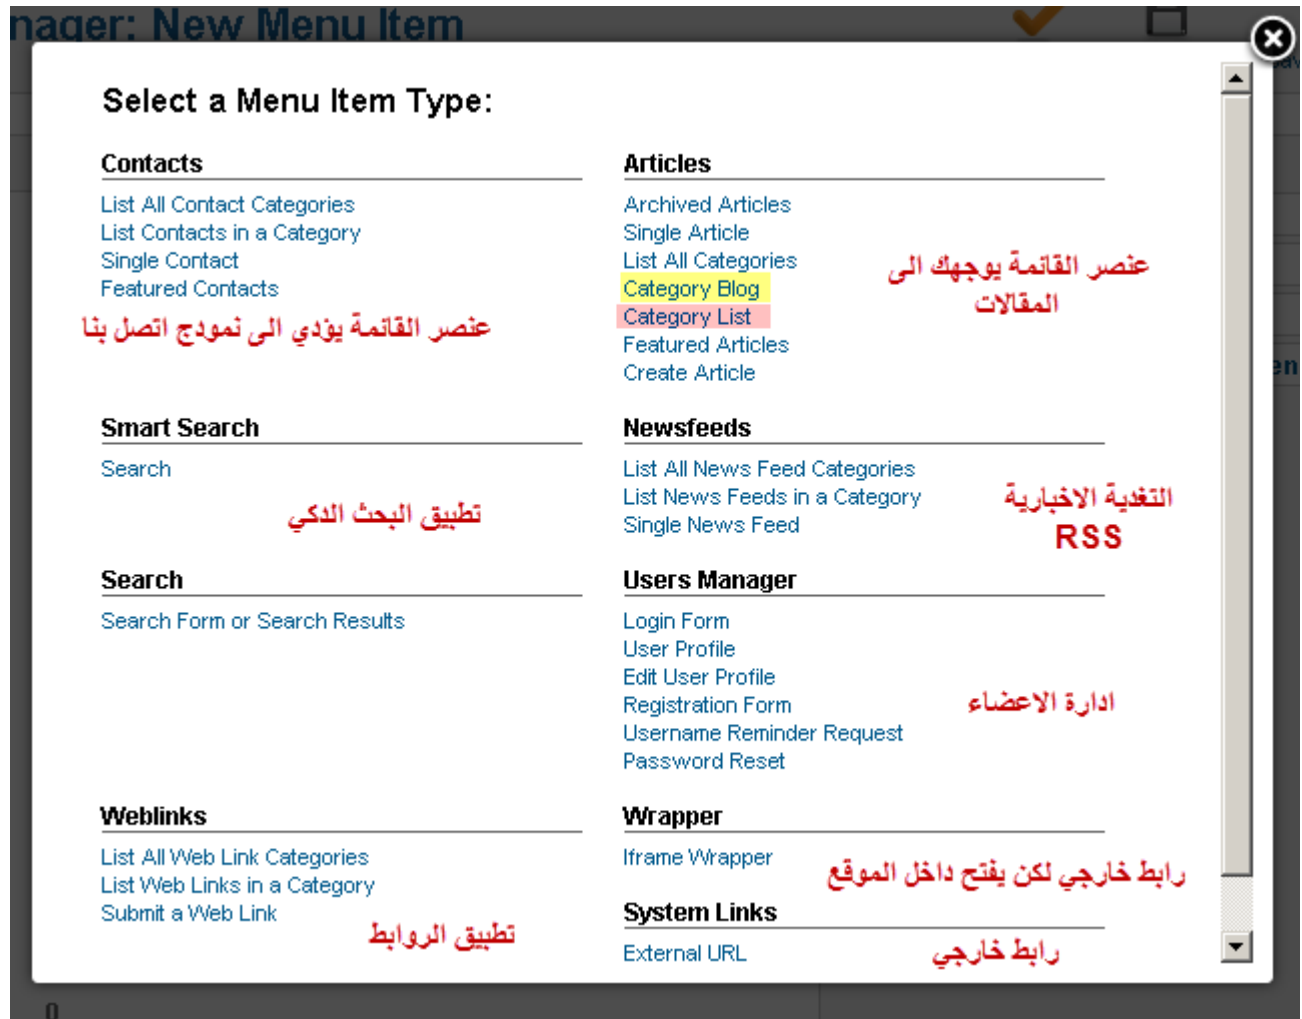 nager: New Menu Item
Select a Menu Item Type:
Contacts
List All Contact Categories
List Contacts in a Category
Single Contact
Featured Contacts
عنصر القائمة يؤدي الى نمودج اتصل بنا
Articles
Archived Articles
Single Article
List All Categories
Category Blog
Category List
Featured Articles
Create Article
عنصر القائمة يوجهك الى
المقالات
Smart Search
Search
تطبيق البحث الدكي
Newsfeeds
List All News Feed Categories
List News Feeds in a Category
Single News Feed
التغدية الاخبارية
RSS
Search
Search Form or Search Results
Users Manager
Login Form
User Profile
Edit User Profile
Registration Form
Username Reminder Request
Password Reset
ادارة الاعضاء
Weblinks
List All Web Link Categories
List Web Links in a Category
Submit a Web Link
تطبيق الروابط
Wrapper
Iframe Wrapper
رابط خارجي لكن يفتح داخل الموقع
System Links
External URL
رابط خارجي